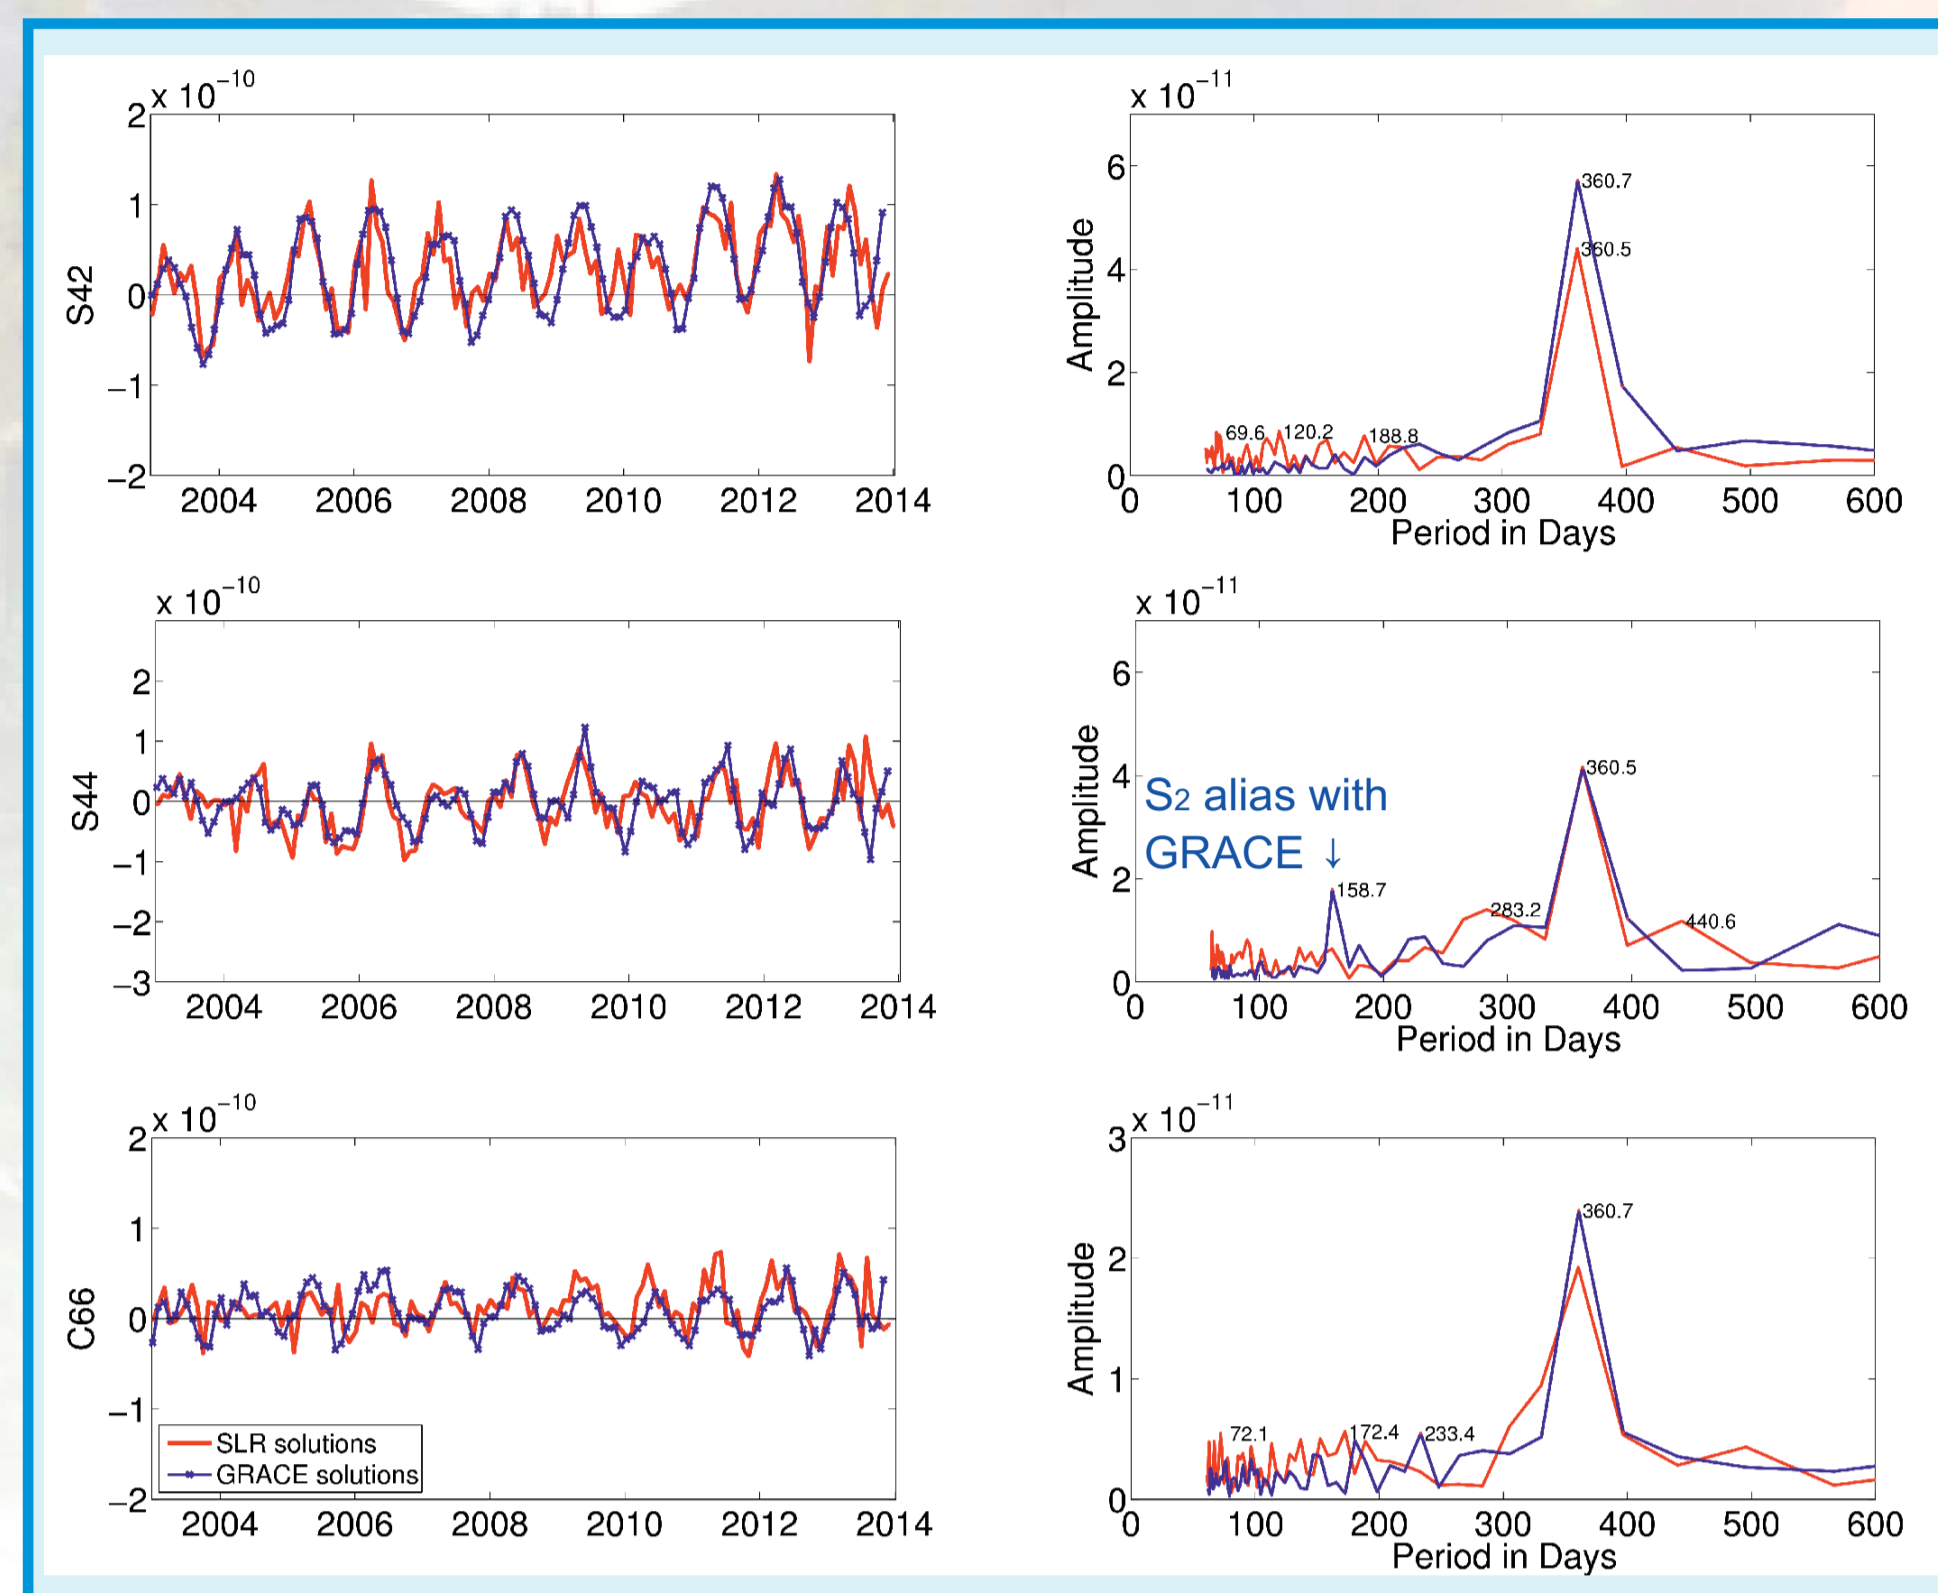 x 10⁻¹⁰
2
1
0
−1
−2
S42
2004 2006 2008 2010 2012 2014
x 10⁻¹¹
6
4
2
0
Amplitude
360.7
360.5
69.6 120.2 188.8
0 100 200 300 400 500 600
Period in Days
x 10⁻¹⁰
2
1
0
−1
−2
−3
S44
2004 2006 2008 2010 2012 2014
x 10⁻¹¹
6
4
2
0
Amplitude
S2 alias with
GRACE ↓
360.5
158.7
283.2
440.6
0 100 200 300 400 500 600
Period in Days
x 10⁻¹⁰
2
1
0
−1
−2
C66
SLR solutions
GRACE solutions
2004 2006 2008 2010 2012 2014
x 10⁻¹¹
3
2
1
0
Amplitude
360.7
72.1 172.4 233.4
0 100 200 300 400 500 600
Period in Days